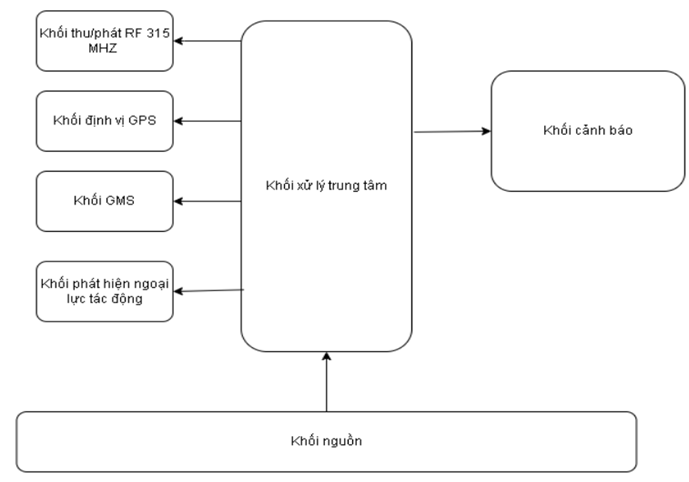 Khối thu/phát RF 315
MHZ
Khối định vị GPS
Khối GMS
Khối phát hiện ngoại
lực tác động
Khối xử lý trung tâm
Khối cảnh báo
Khối nguồn